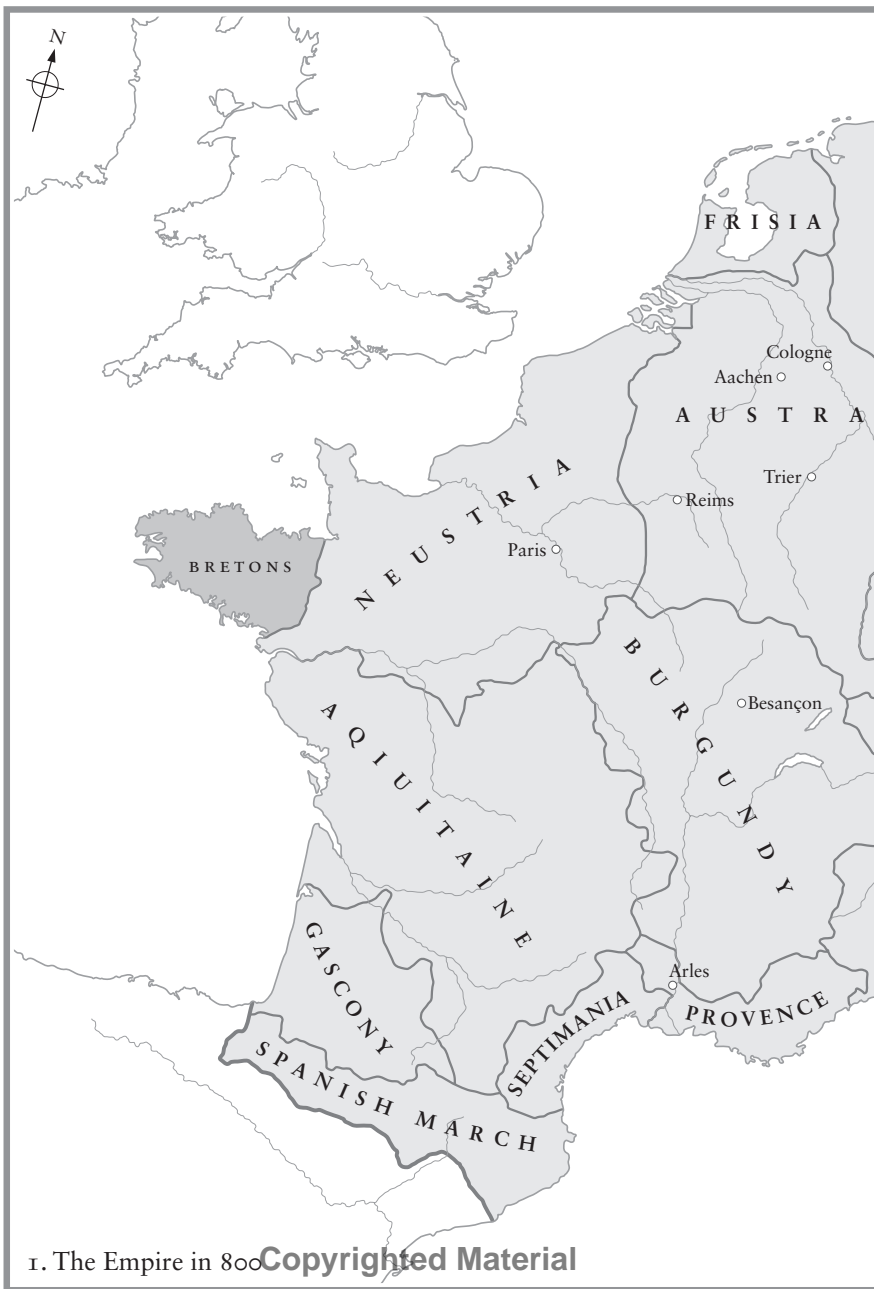 N
FRISIA
Cologne
Aachen
AUSTRA
Trier
Reims
NEUSTRIA
Paris
BRETONS
BURGUNDY
Besançon
AQIUITAINE
GASCONY
Arles
PROVENCE
SEPTIMANIA
SPANISH MARCH
1. The Empire in 800
Copyrighted Material